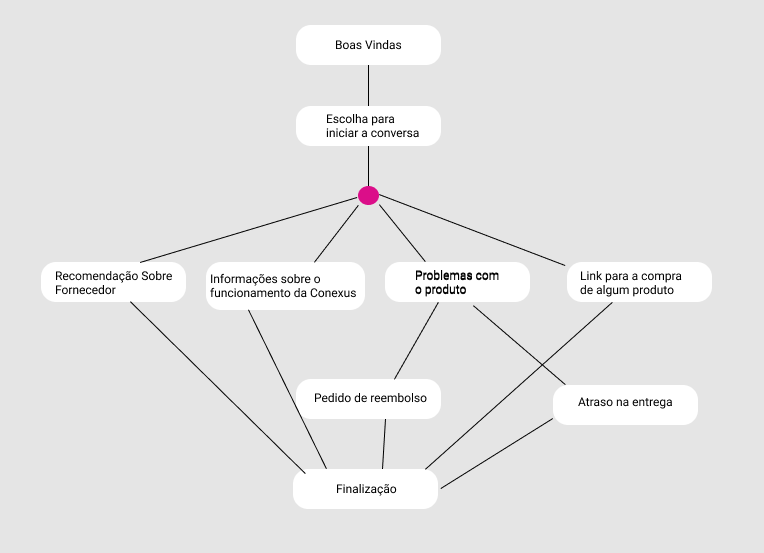 Boas Vindas
Escolha para
iniciar a conversa
Recomendação Sobre
Fornecedor
Informações sobre o
funcionamento da Conexus
Problemas com
o produto
Link para a compra
de algum produto
Pedido de reembolso
Atraso na entrega
Finalização